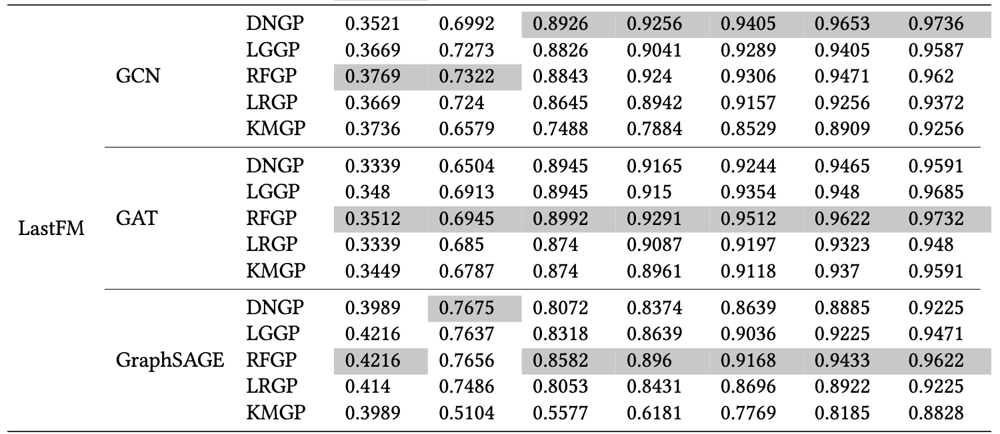 DNGP 0.3521 0.6992 0.8926 0.9256 0.9405 0.9653 0.9736
LGGP 0.3669 0.7273 0.8826 0.9041 0.9289 0.9405 0.9587
GCN RFGP 0.3769 0.7322 0.8843 0.924 0.9306 0.9471 0.962
LRGP 0.3669 0.724 0.8645 0.8942 0.9157 0.9256 0.9372
KMGP 0.3736 0.6579 0.7488 0.7884 0.8529 0.8909 0.9256
DNGP 0.3339 0.6504 0.8945 0.9165 0.9244 0.9465 0.9591
LGGP 0.348 0.6913 0.8945 0.915 0.9354 0.948 0.9685
LastFM GAT RFGP 0.3512 0.6945 0.8992 0.9291 0.9512 0.9622 0.9732
LRGP 0.3339 0.685 0.874 0.9087 0.9197 0.9323 0.948
KMGP 0.3449 0.6787 0.874 0.8961 0.9118 0.937 0.9591
DNGP 0.3989 0.7675 0.8072 0.8374 0.8639 0.8885 0.9225
LGGP 0.4216 0.7637 0.8318 0.8639 0.9036 0.9225 0.9471
GraphSAGE RFGP 0.4216 0.7656 0.8582 0.896 0.9168 0.9433 0.9622
LRGP 0.414 0.7486 0.8053 0.8431 0.8696 0.8922 0.9225
KMGP 0.3989 0.5104 0.5577 0.6181 0.7769 0.8185 0.8828